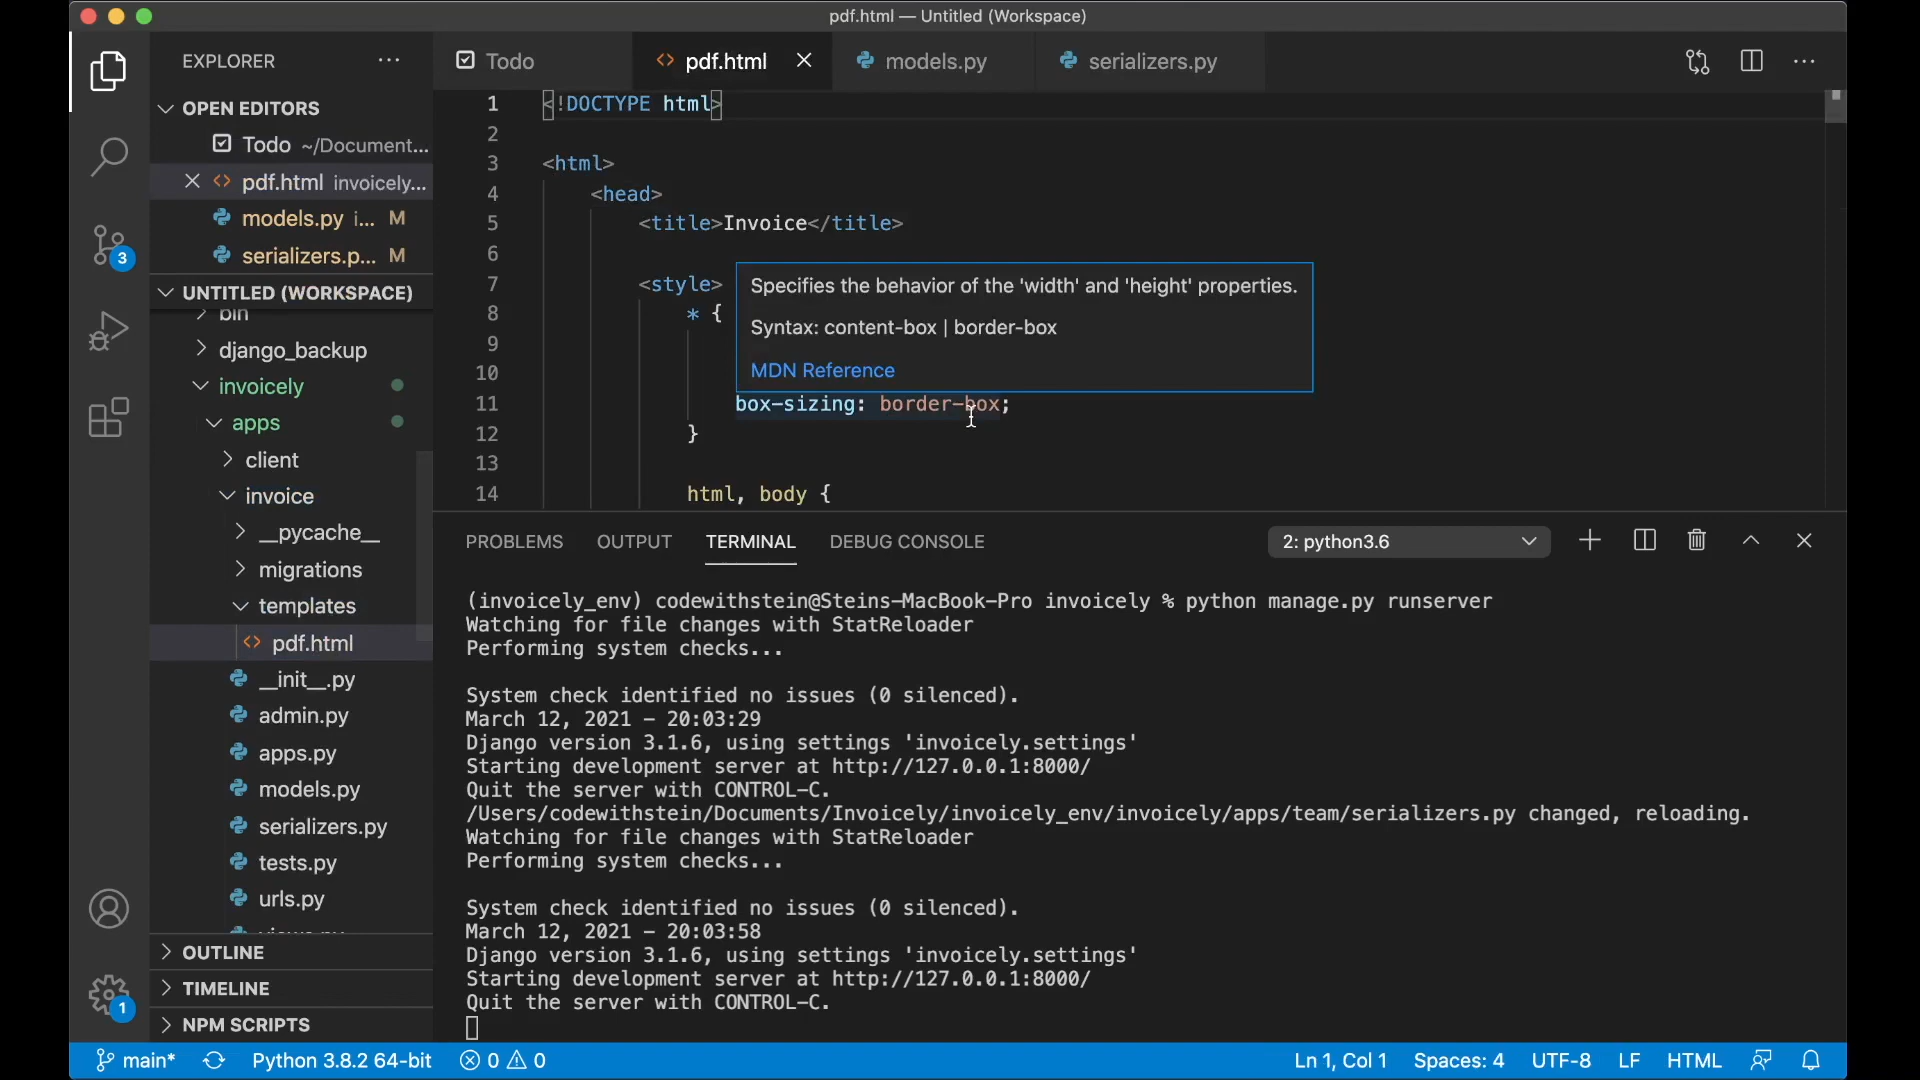 pdf.html — Untitled (Workspace)
EXPLORER
OPEN EDITORS
Todo ~/Document...
pdf.html invoicely...
models.py i... M
serializers.p... M
UNTITLED (WORKSPACE)
bin
django_backup
invoicely
apps
client
invoice
__pycache__
migrations
templates
pdf.html
__init__.py
admin.py
apps.py
models.py
serializers.py
tests.py
urls.py
views.py
OUTLINE
TIMELINE
NPM SCRIPTS
3
1
Todo
pdf.html
models.py
serializers.py
1 <!DOCTYPE html>
2
3 <html>
4 <head>
5 <title>Invoice</title>
6
7 <style>
8 * {
9
10
11 box-sizing: border-box;
12 }
13
14 html, body {
Specifies the behavior of the 'width' and 'height' properties.
Syntax: content-box | border-box
MDN Reference
PROBLEMS OUTPUT TERMINAL DEBUG CONSOLE
2: python3.6
(invoicely_env) codewithstein@Steins-MacBook-Pro invoicely % python manage.py runserver
Watching for file changes with StatReloader
Performing system checks...
System check identified no issues (0 silenced).
March 12, 2021 - 20:03:29
Django version 3.1.6, using settings 'invoicely.settings'
Starting development server at http://127.0.0.1:8000/
Quit the server with CONTROL-C.
/Users/codewithstein/Documents/Invoicely/invoicely_env/invoicely/apps/team/serializers.py changed, reloading.
Watching for file changes with StatReloader
Performing system checks...
System check identified no issues (0 silenced).
March 12, 2021 - 20:03:58
Django version 3.1.6, using settings 'invoicely.settings'
Starting development server at http://127.0.0.1:8000/
Quit the server with CONTROL-C.
main* Python 3.8.2 64-bit 0 0 Ln 1, Col 1 Spaces: 4 UTF-8 LF HTML